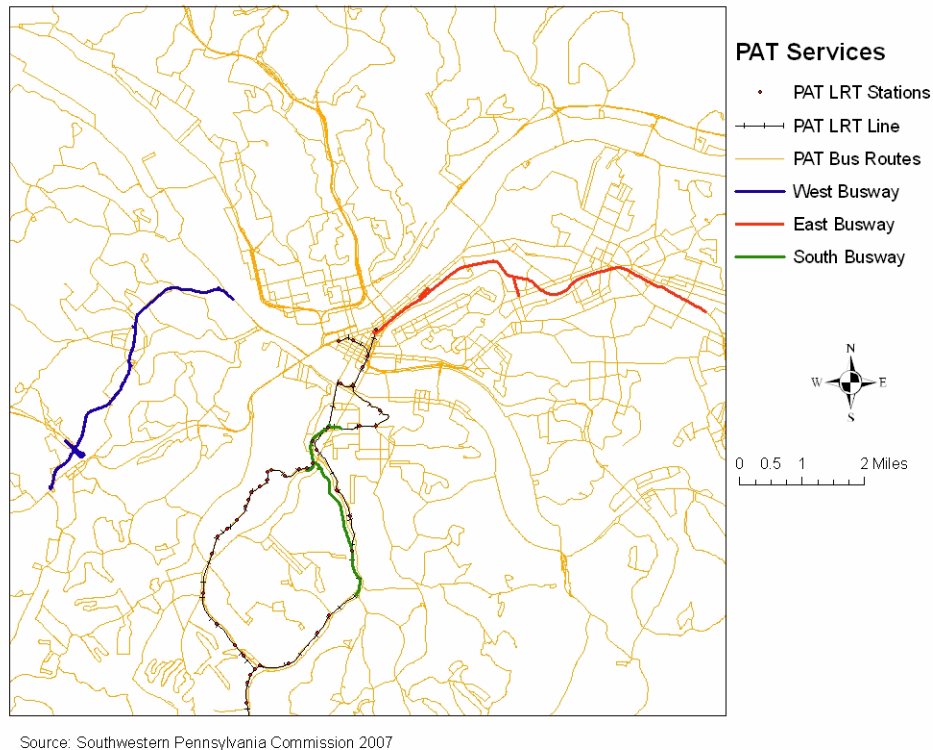 PAT Services
PAT LRT Stations
PAT LRT Line
PAT Bus Routes
West Busway
East Busway
South Busway
N
W E
S
0 0.5 1 2 Miles
Source: Southwestern Pennsylvania Commission 2007